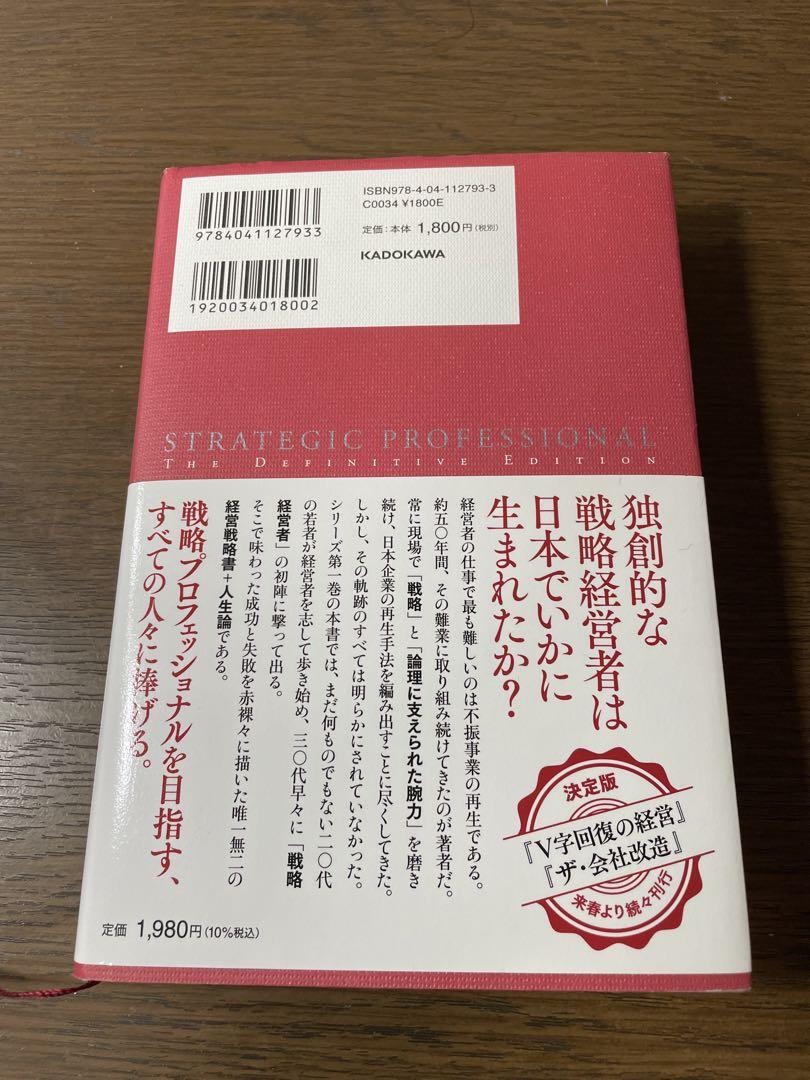 ISBN978-4-04-112793-3
C0034 ¥1800E
定価:本体 1,800円(税別)
KADOKAWA
9784041127933
1920034018002
STRATEGIC PROFESSIONAL
THE DEFINITIVE EDITION
独創的な
戦略経営者は
日本でいかに
生まれたか?
経営者の仕事で最も難しいのは不振事業の再生である。
約五〇年間、その難業に取り組み続けてきたのが著者だ。
常に現場で「戦略」と「論理に支えられた腕力」を磨き
続け、日本企業の再生手法を編み出すことに尽くしてきた。
しかし、その軌跡のすべては明らかにされていなかった。
シリーズ第一巻の本書では、まだ何ものでもない二〇代
の若者が経営者を志して歩き始め、三〇代早々に「戦略
経営者」の初陣に撃って出る。
そこで味わった成功と失敗を赤裸々に描いた唯一無二の
経営戦略書+人生論である。
戦略プロフェッショナルを目指す、
すべての人々に捧げる。
決定版
『V字回復の経営』
『ザ・会社改造』
来春より続々刊行
定価 1,980円(10%税込)